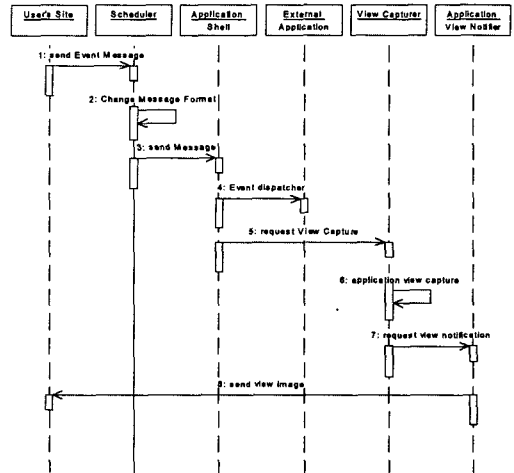 User's Site
Scheduler
Application
Shell
External
Application
View Capturer
Application
View Notifier
1: send Event Message
2: Change Message Format
3: send Message
4: Event dispatcher
5: request View Capture
6: application view capture
7: request view notification
8: send view image